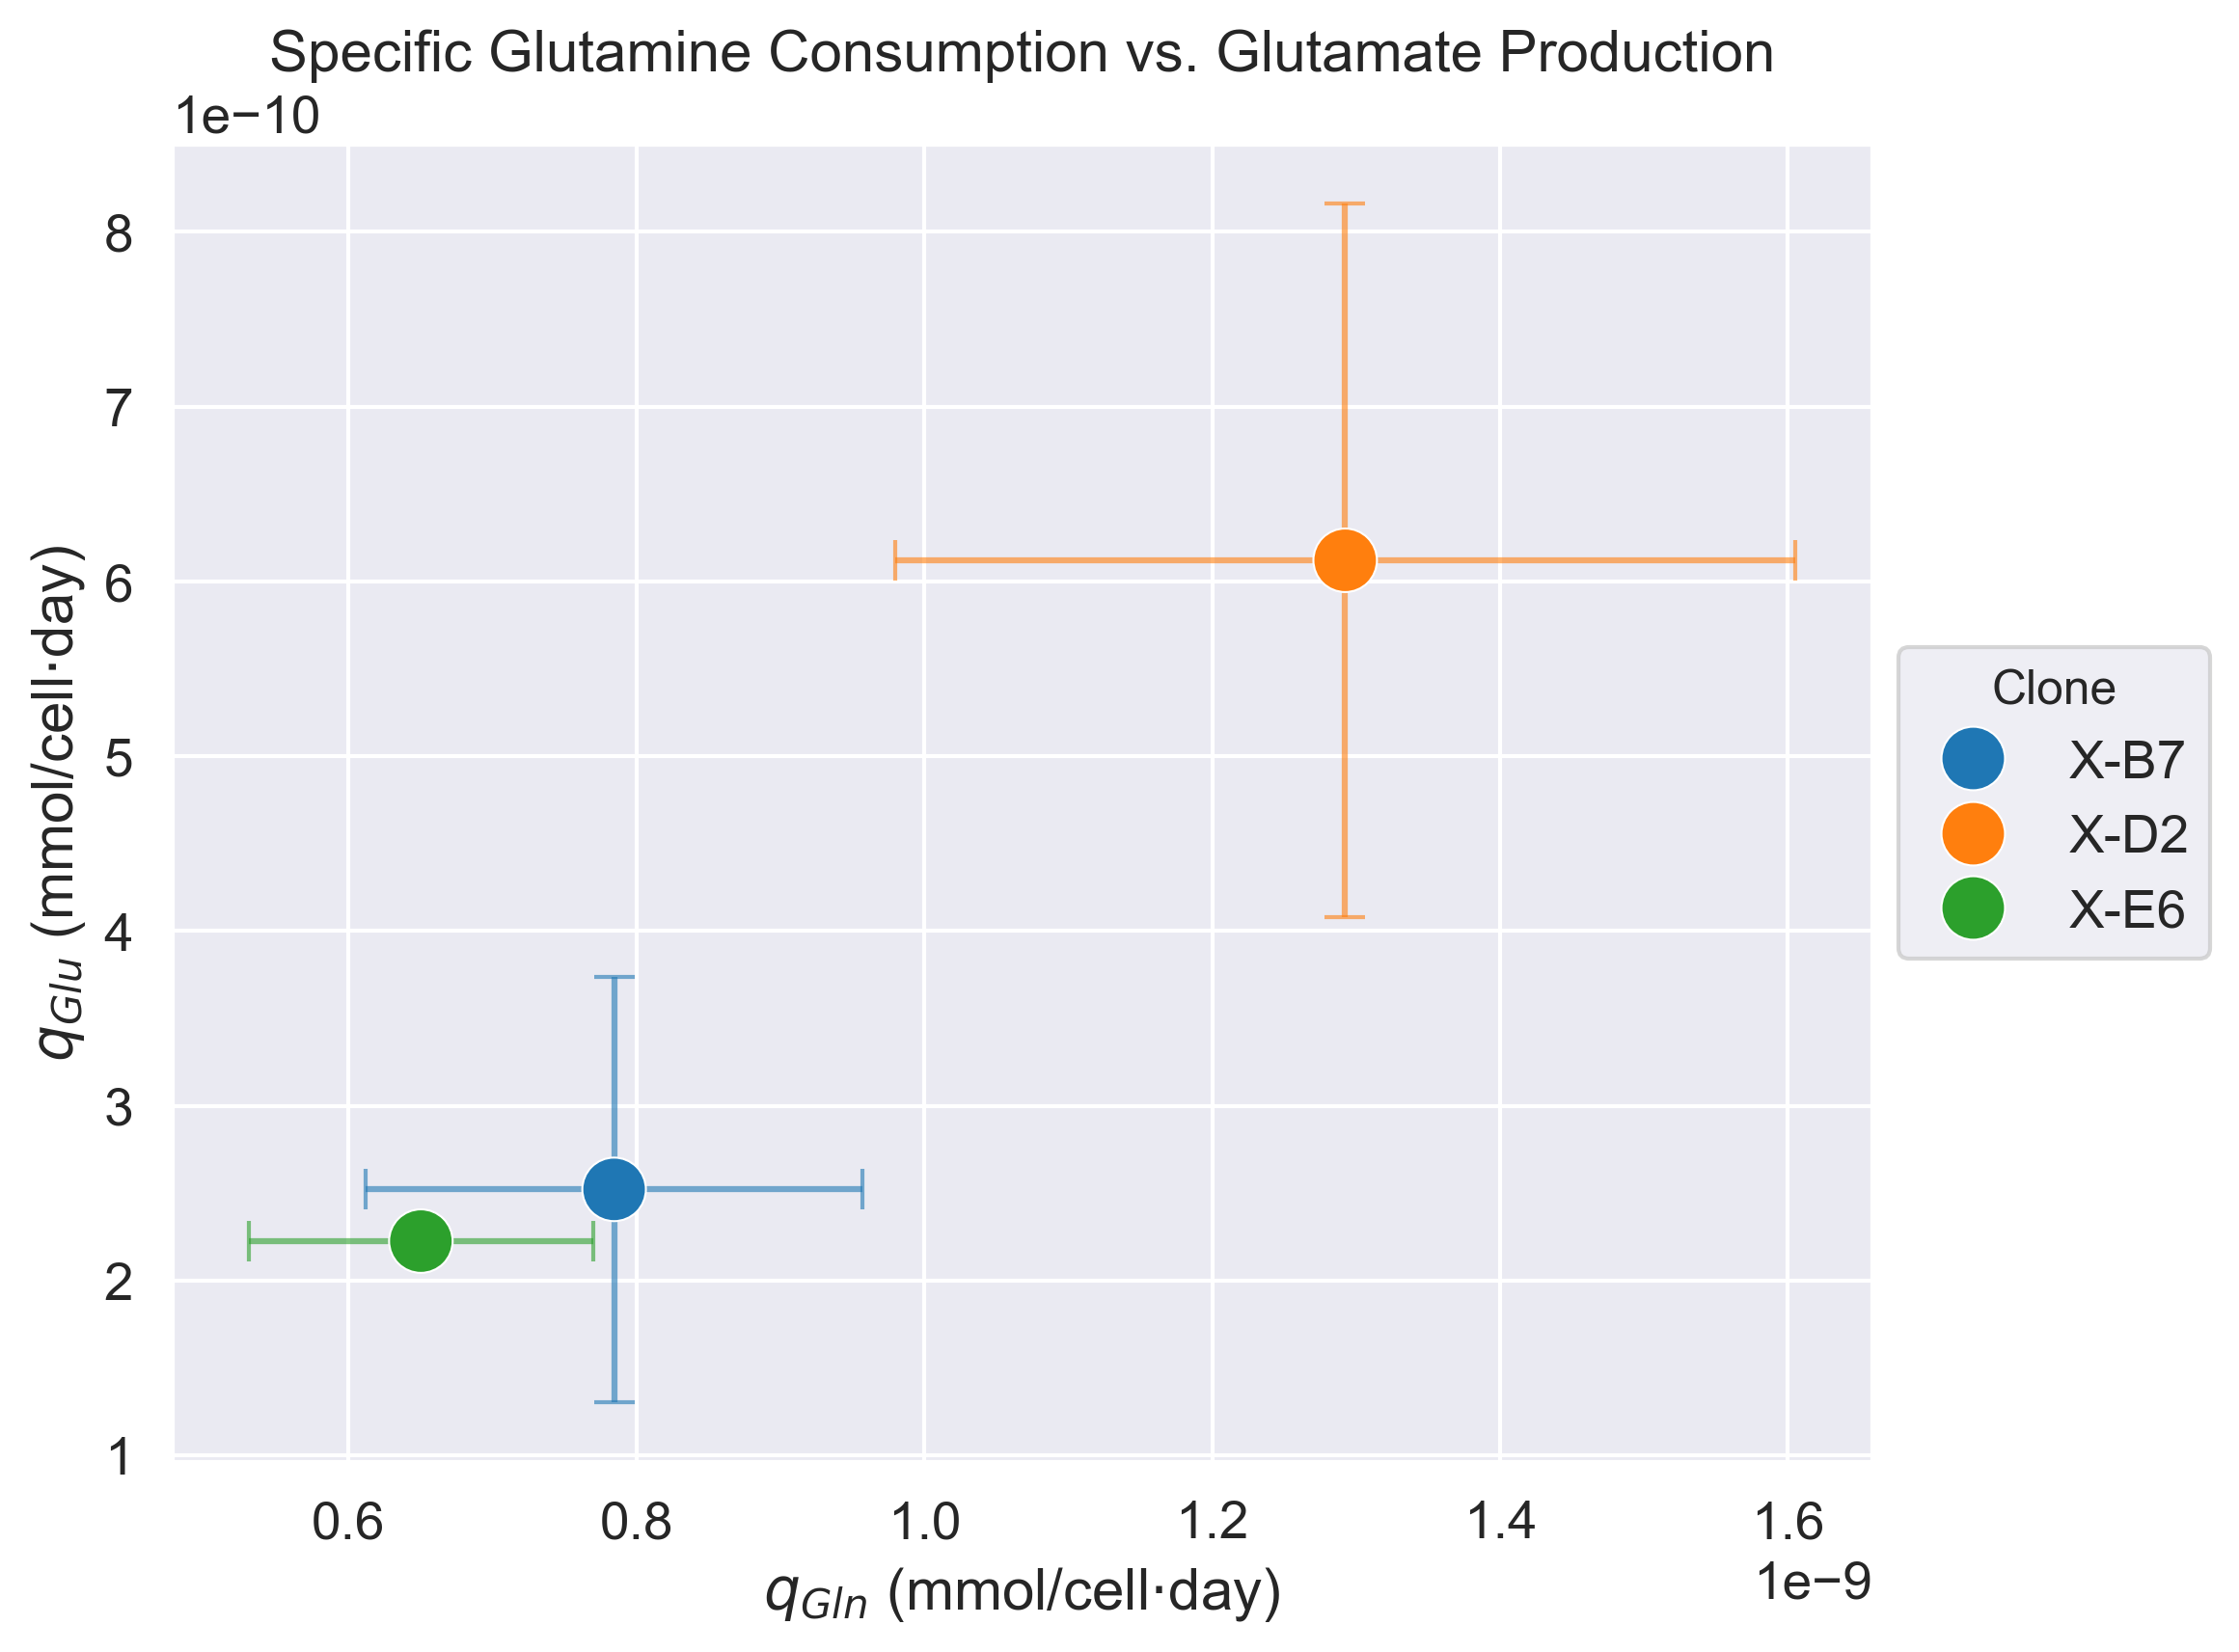 Specific Glutamine Consumption vs. Glutamate Production
1e−10
8
7
6
5
4
3
2
1
q_Glu (mmol/cell·day)
0.6 0.8 1.0 1.2 1.4 1.6
1e−9
q_Gln (mmol/cell·day)
Clone
X-B7
X-D2
X-E6